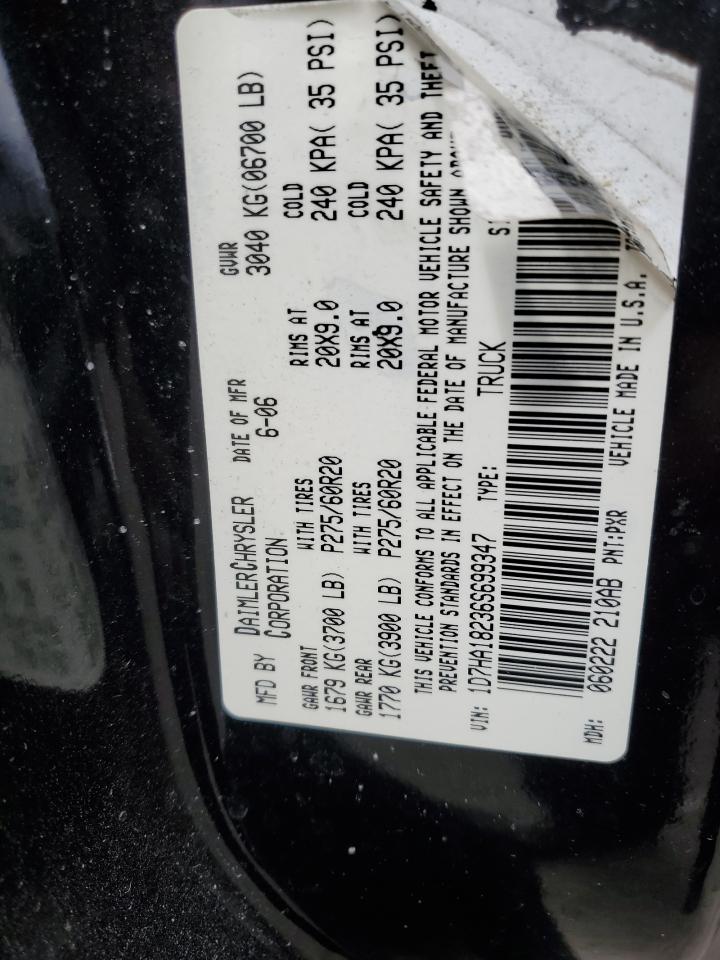 MFD BY DAIMLERCHRYSLER CORPORATION DATE OF MFR 6-06 GVWR 3040 KG(06700 LB)
GAWR FRONT WITH TIRES RIMS AT COLD
1679 KG(3700 LB) P275/60R20 20X9.0 240 KPA( 35 PSI)
GAWR REAR WITH TIRES RIMS AT COLD
1770 KG(3900 LB) P275/60R20 20X9.0 240 KPA( 35 PSI)
THIS VEHICLE CONFORMS TO ALL APPLICABLE FEDERAL MOTOR VEHICLE SAFETY AND THEFT
PREVENTION STANDARDS IN EFFECT ON THE DATE OF MANUFACTURE SHOWN
VIN: 1D7HA18236S699347 TYPE: TRUCK
MDH: 060222 210AB PNT:PXR VEHICLE MADE IN U.S.A.